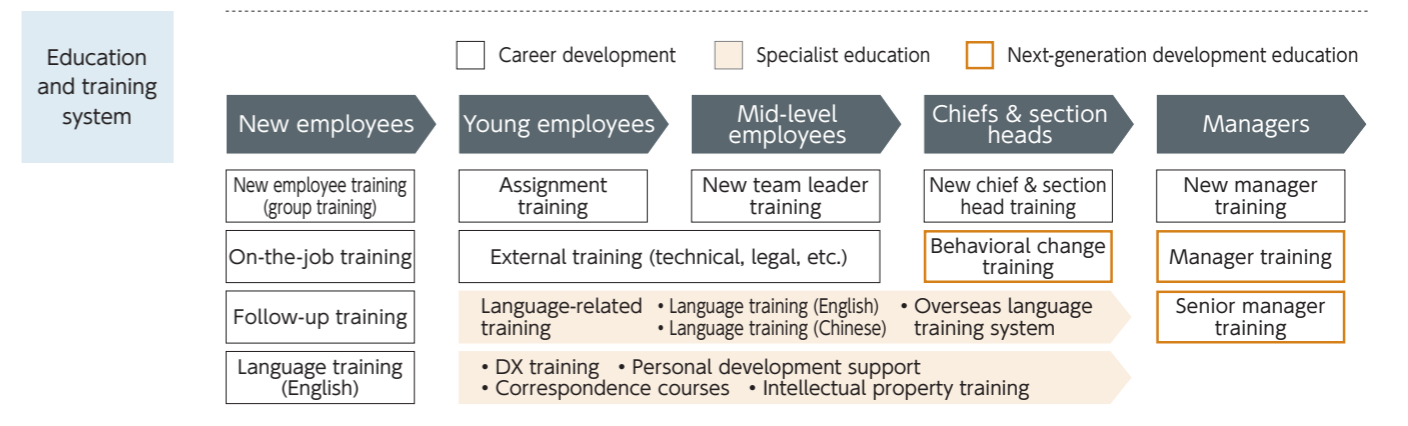 Education
and training
system
Career development
Specialist education
Next-generation development education
New employees
Young employees
Mid-level
employees
Chiefs & section
heads
Managers
New employee training
(group training)
Assignment
training
New team leader
training
New chief & section
head training
New manager
training
On-the-job training
External training (technical, legal, etc.)
Behavioral change
training
Manager training
Follow-up training
Language-related
training
• Language training (English)
• Language training (Chinese)
• Overseas language
training system
Senior manager
training
Language training
(English)
• DX training • Personal development support
• Correspondence courses • Intellectual property training